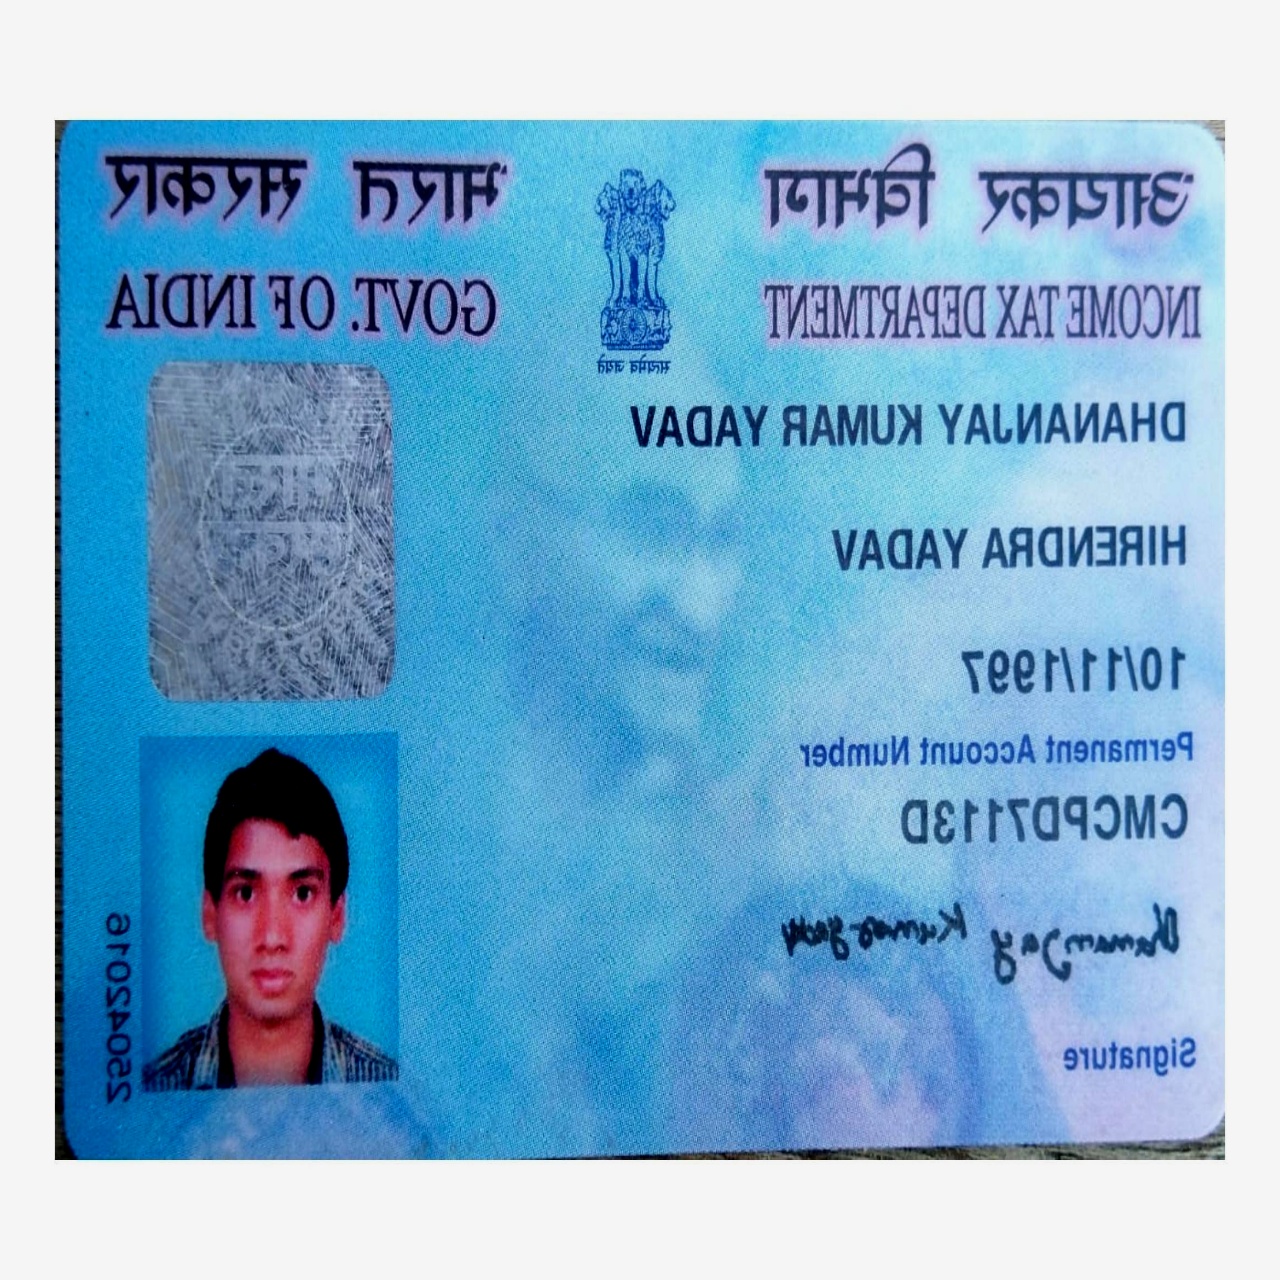 आयकर विभाग
INCOME TAX DEPARTMENT
भारत सरकार
GOVT. OF INDIA
सत्यमेव जयते
DHANANJAY KUMAR YADAV
HIRENDRA YADAV
10/11/1997
Permanent Account Number
CMCPD7113D
Dhananjay Kumar yadav
Signature
25042016